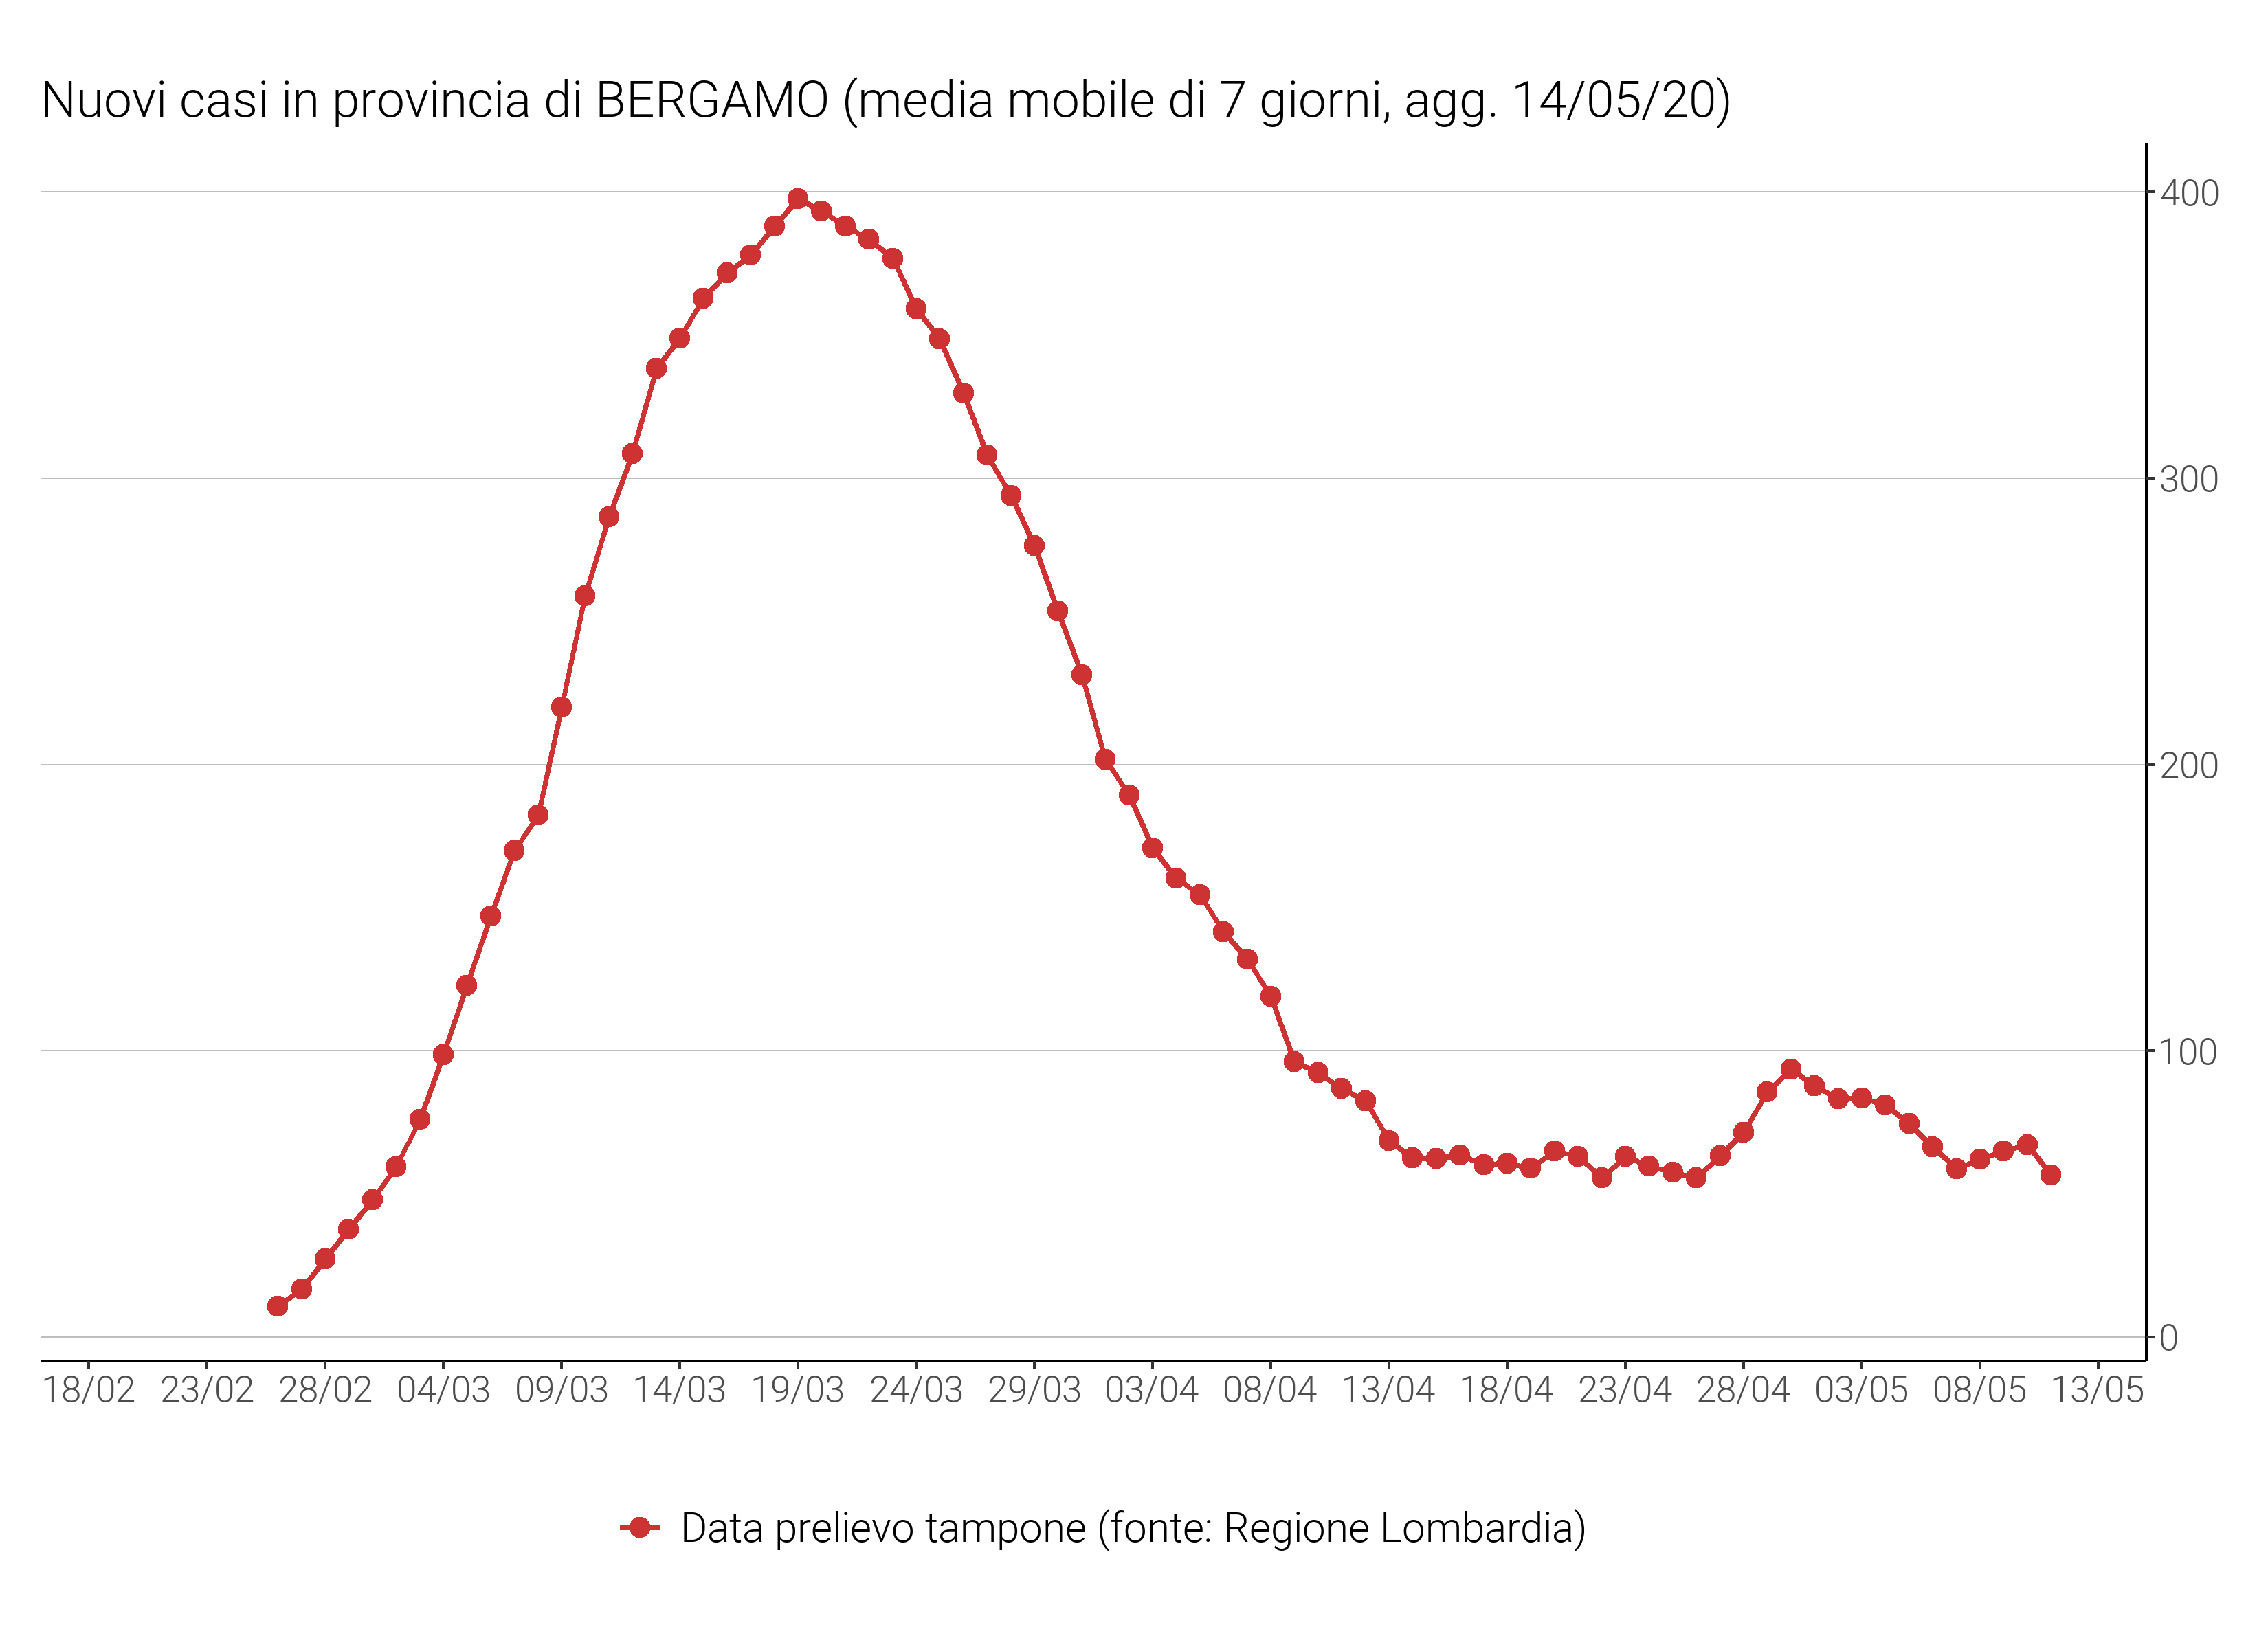 Nuovi casi in provincia di BERGAMO (media mobile di 7 giorni, agg. 14/05/20)
400
300
200
100
0
18/02 23/02 28/02 04/03 09/03 14/03 19/03 24/03 29/03 03/04 08/04 13/04 18/04 23/04 28/04 03/05 08/05 13/05
Data prelievo tampone (fonte: Regione Lombardia)